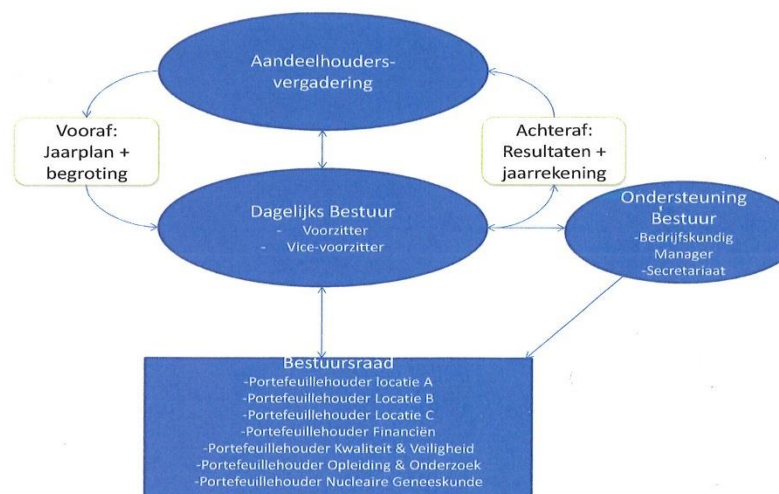 Aandeelhouders-
vergadering
Vooraf:
Jaarplan +
begroting
Achteraf:
Resultaten +
jaarrekening
Dagelijks Bestuur
- Voorzitter
- Vice-voorzitter
Ondersteuning
Bestuur
-Bedrijfskundig
Manager
-Secretariaat
Bestuursraad
-Portefeuillehouder locatie A
-Portefeuillehouder Locatie B
-Portefeuillehouder Locatie C
-Portefeuillehouder Financiën
-Portefeuillehouder Kwaliteit & Veiligheid
-Portefeuillehouder Opleiding & Onderzoek
-Portefeuillehouder Nucleaire Geneeskunde